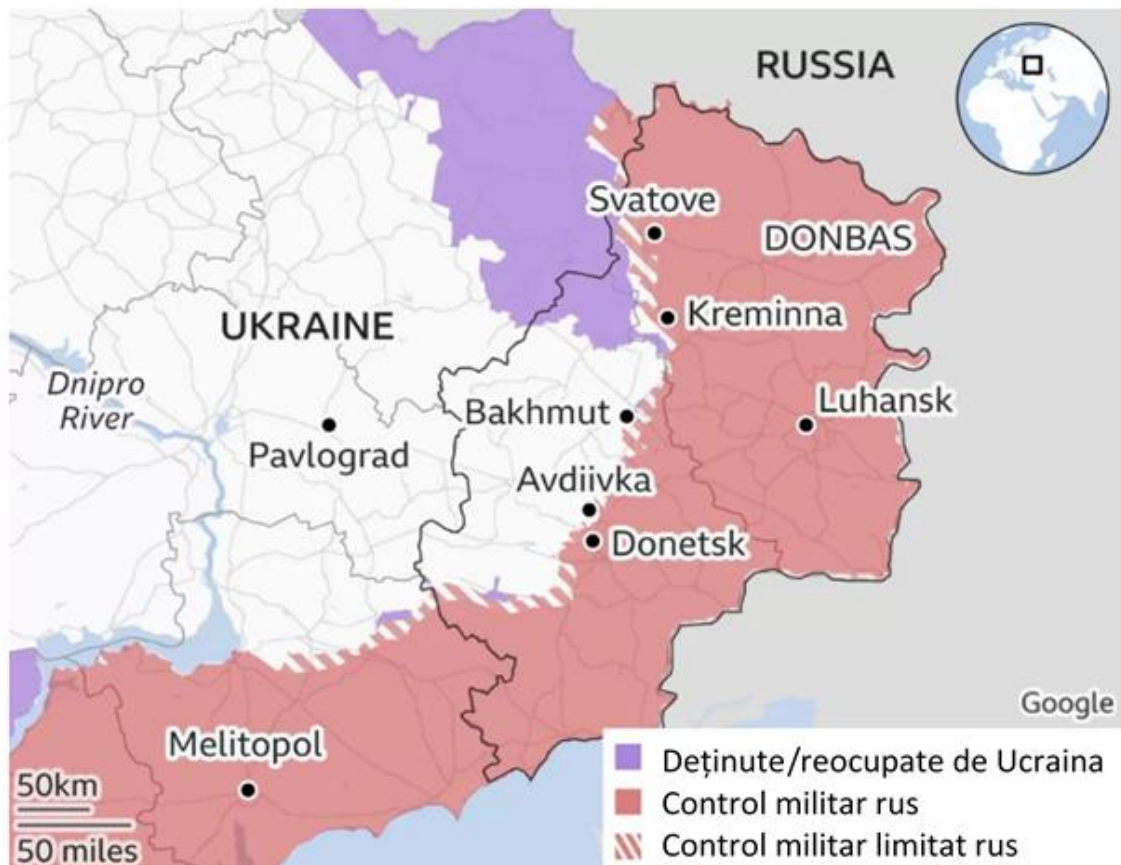 RUSSIA
Svatove
DONBAS
Kreminna
UKRAINE
Dnipro
River
Luhansk
Bakhmut
Pavlograd
Avdiivka
Donetsk
Google
Melitopol
Deținute/reocupate de Ucraina
50km
Control militar rus
50 miles
Control militar limitat rus